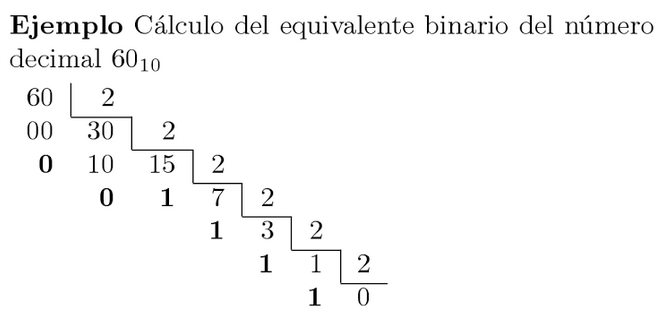 Ejemplo Cálculo del equivalente binario del número
decimal 60₁₀
60 2
00 30 2
0 10 15 2
0 1 7 2
1 3 2
1 1 2
1 0